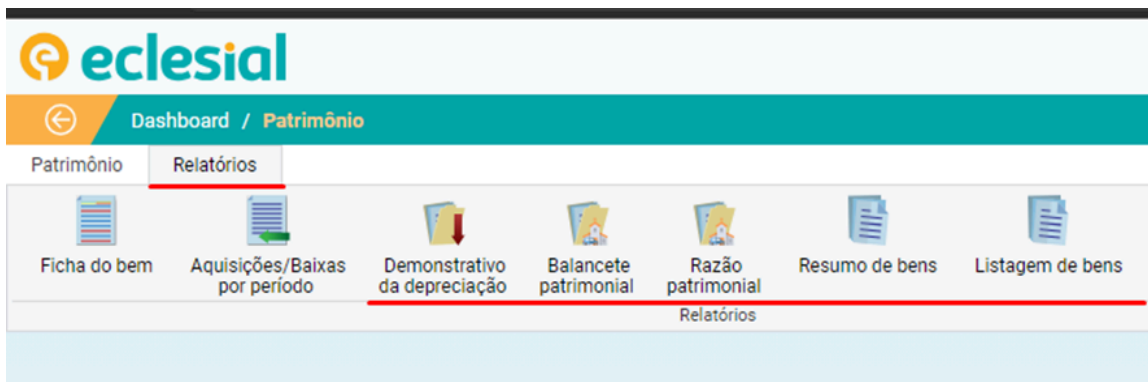 eclesial
Dashboard / Patrimônio
Patrimônio Relatórios
Ficha do bem
Aquisições/Baixas
por período
Demonstrativo
da depreciação
Balancete
patrimonial
Razão
patrimonial
Resumo de bens
Listagem de bens
Relatórios